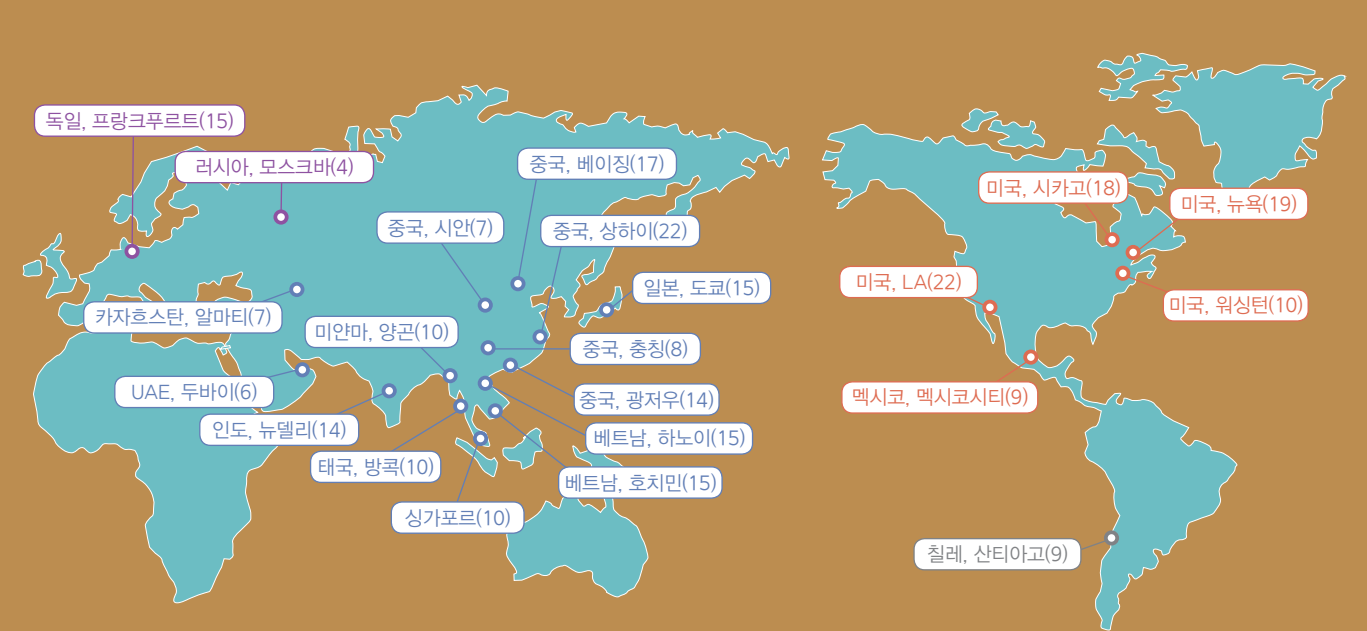 독일, 프랑크푸르트(15)
러시아, 모스크바(4)
중국, 베이징(17)
중국, 시안(7)
중국, 상하이(22)
일본, 도쿄(15)
카자흐스탄, 알마티(7)
미얀마, 양곤(10)
중국, 충칭(8)
UAE, 두바이(6)
중국, 광저우(14)
인도, 뉴델리(14)
베트남, 하노이(15)
태국, 방콕(10)
베트남, 호치민(15)
싱가포르(10)
미국, 시카고(18)
미국, 뉴욕(19)
미국, LA(22)
미국, 워싱턴(10)
멕시코, 멕시코시티(9)
칠레, 산티아고(9)